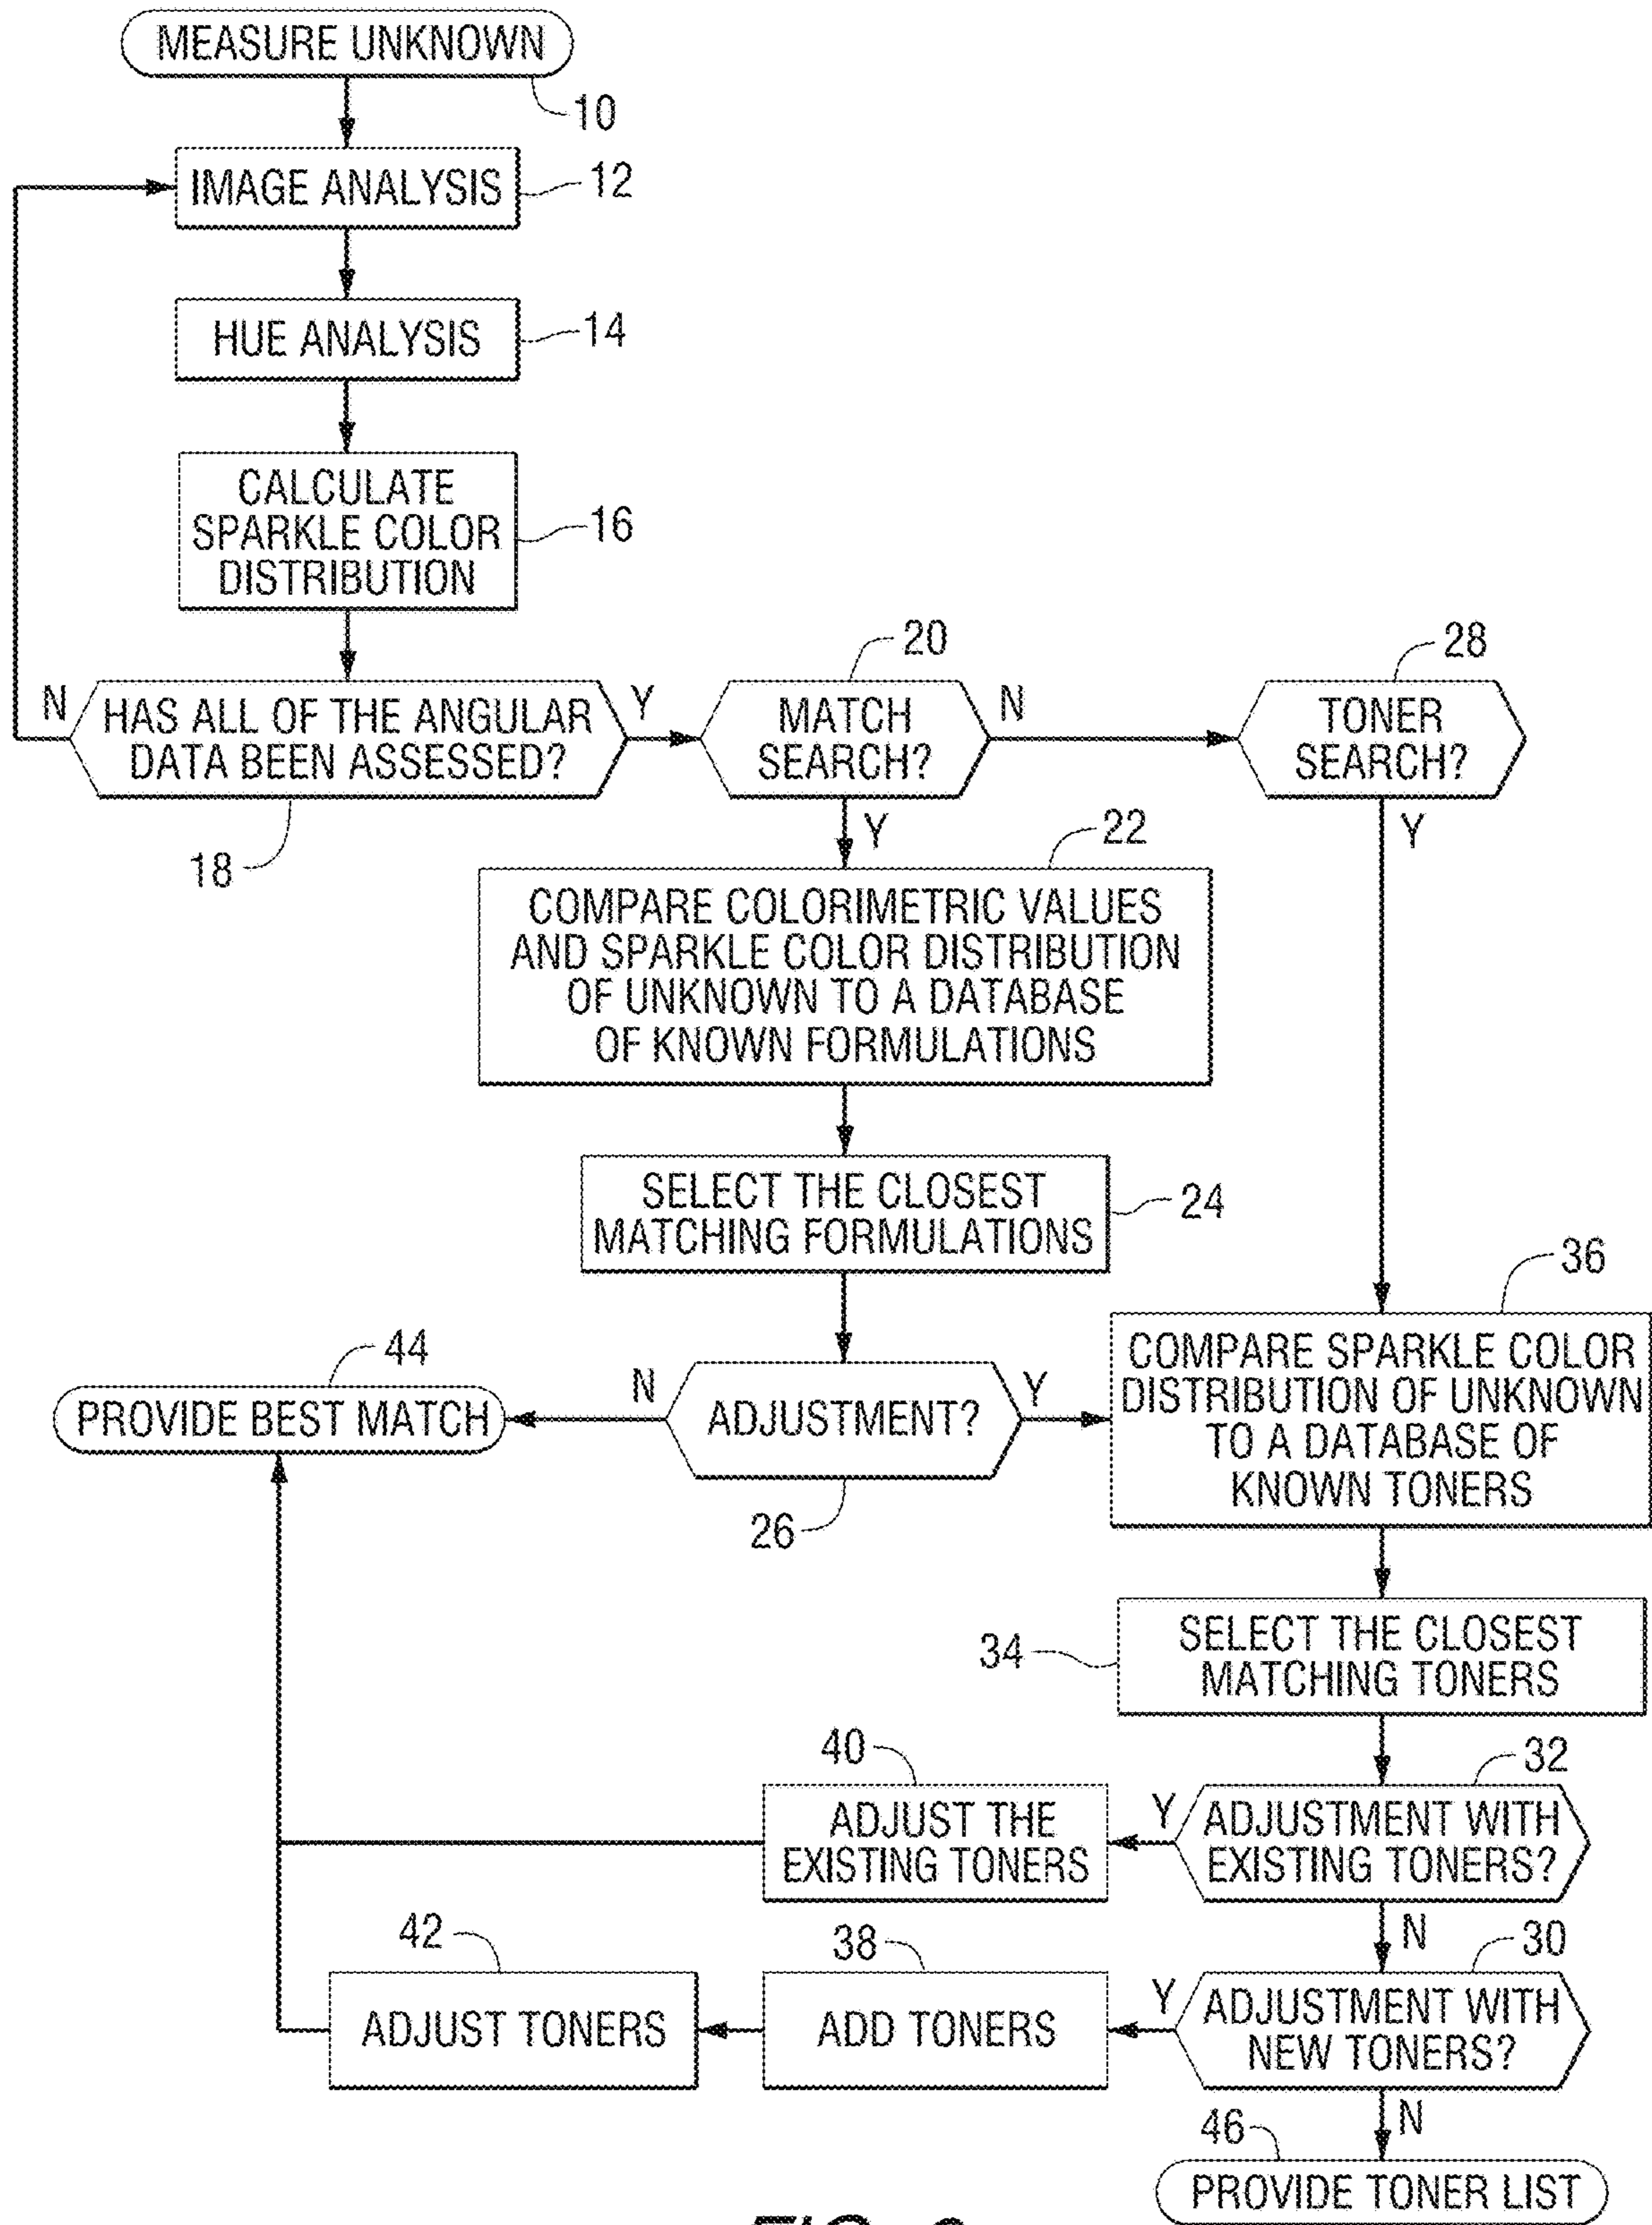 MEASURE UNKNOWN
10
IMAGE ANALYSIS
12
HUE ANALYSIS
14
CALCULATE
SPARKLE COLOR
DISTRIBUTION
16
N
HAS ALL OF THE ANGULAR
DATA BEEN ASSESSED?
18
Y
20
MATCH
SEARCH?
N
28
TONER
SEARCH?
Y
Y
22
COMPARE COLORIMETRIC VALUES
AND SPARKLE COLOR DISTRIBUTION
OF UNKNOWN TO A DATABASE
OF KNOWN FORMULATIONS
SELECT THE CLOSEST
MATCHING FORMULATIONS
24
36
COMPARE SPARKLE COLOR
DISTRIBUTION OF UNKNOWN
TO A DATABASE OF
KNOWN TONERS
44
PROVIDE BEST MATCH
N
ADJUSTMENT?
Y
26
34
SELECT THE CLOSEST
MATCHING TONERS
40
ADJUST THE
EXISTING TONERS
Y
32
ADJUSTMENT WITH
EXISTING TONERS?
N
42
ADJUST TONERS
38
ADD TONERS
Y
30
ADJUSTMENT WITH
NEW TONERS?
N
46
PROVIDE TONER LIST